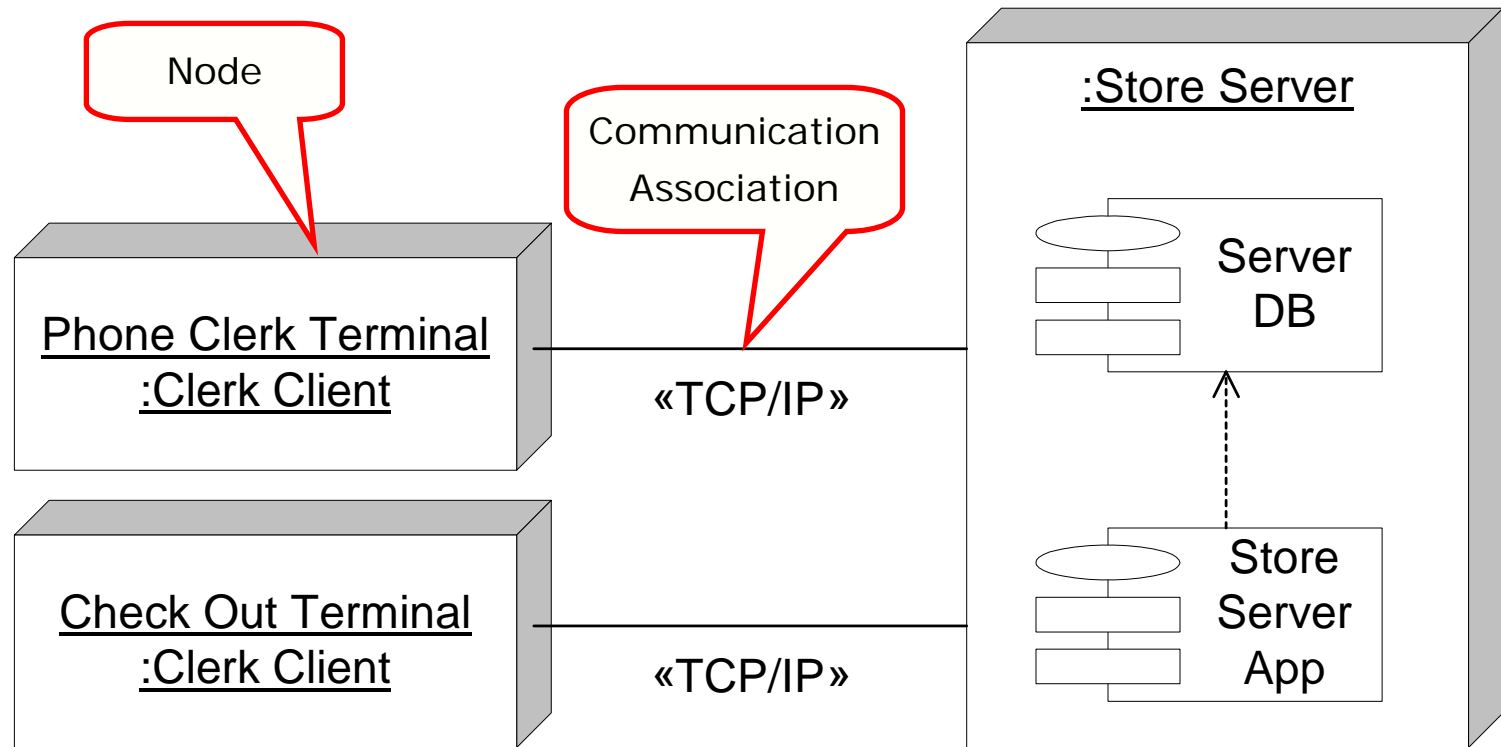 Node
Communication
Association
:Store Server
Server
DB
Phone Clerk Terminal
:Clerk Client
«TCP/IP»
Store
Server
App
Check Out Terminal
:Clerk Client
«TCP/IP»